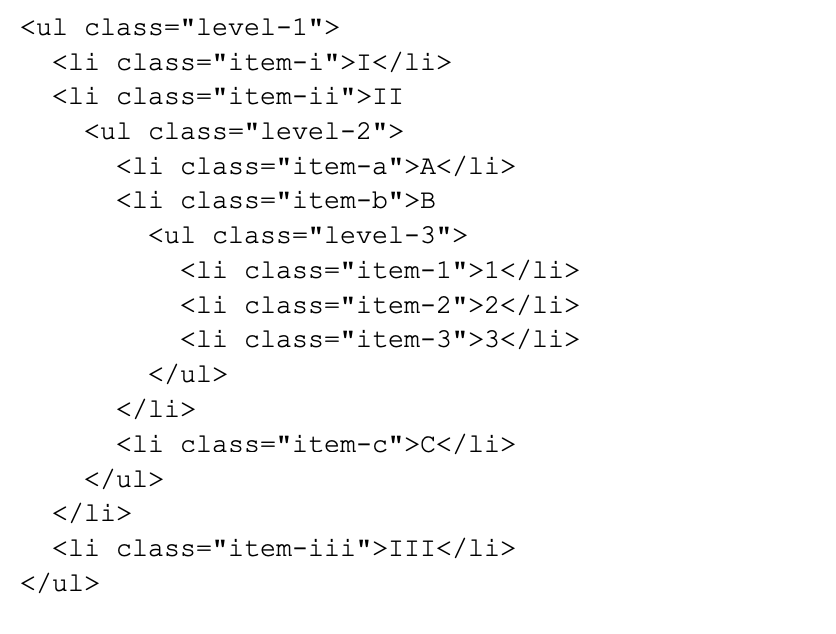 <ul class="level-1">
  <li class="item-i">I</li>
  <li class="item-ii">II
    <ul class="level-2">
      <li class="item-a">A</li>
      <li class="item-b">B
        <ul class="level-3">
          <li class="item-1">1</li>
          <li class="item-2">2</li>
          <li class="item-3">3</li>
        </ul>
      </li>
      <li class="item-c">C</li>
    </ul>
  </li>
  <li class="item-iii">III</li>
</ul>